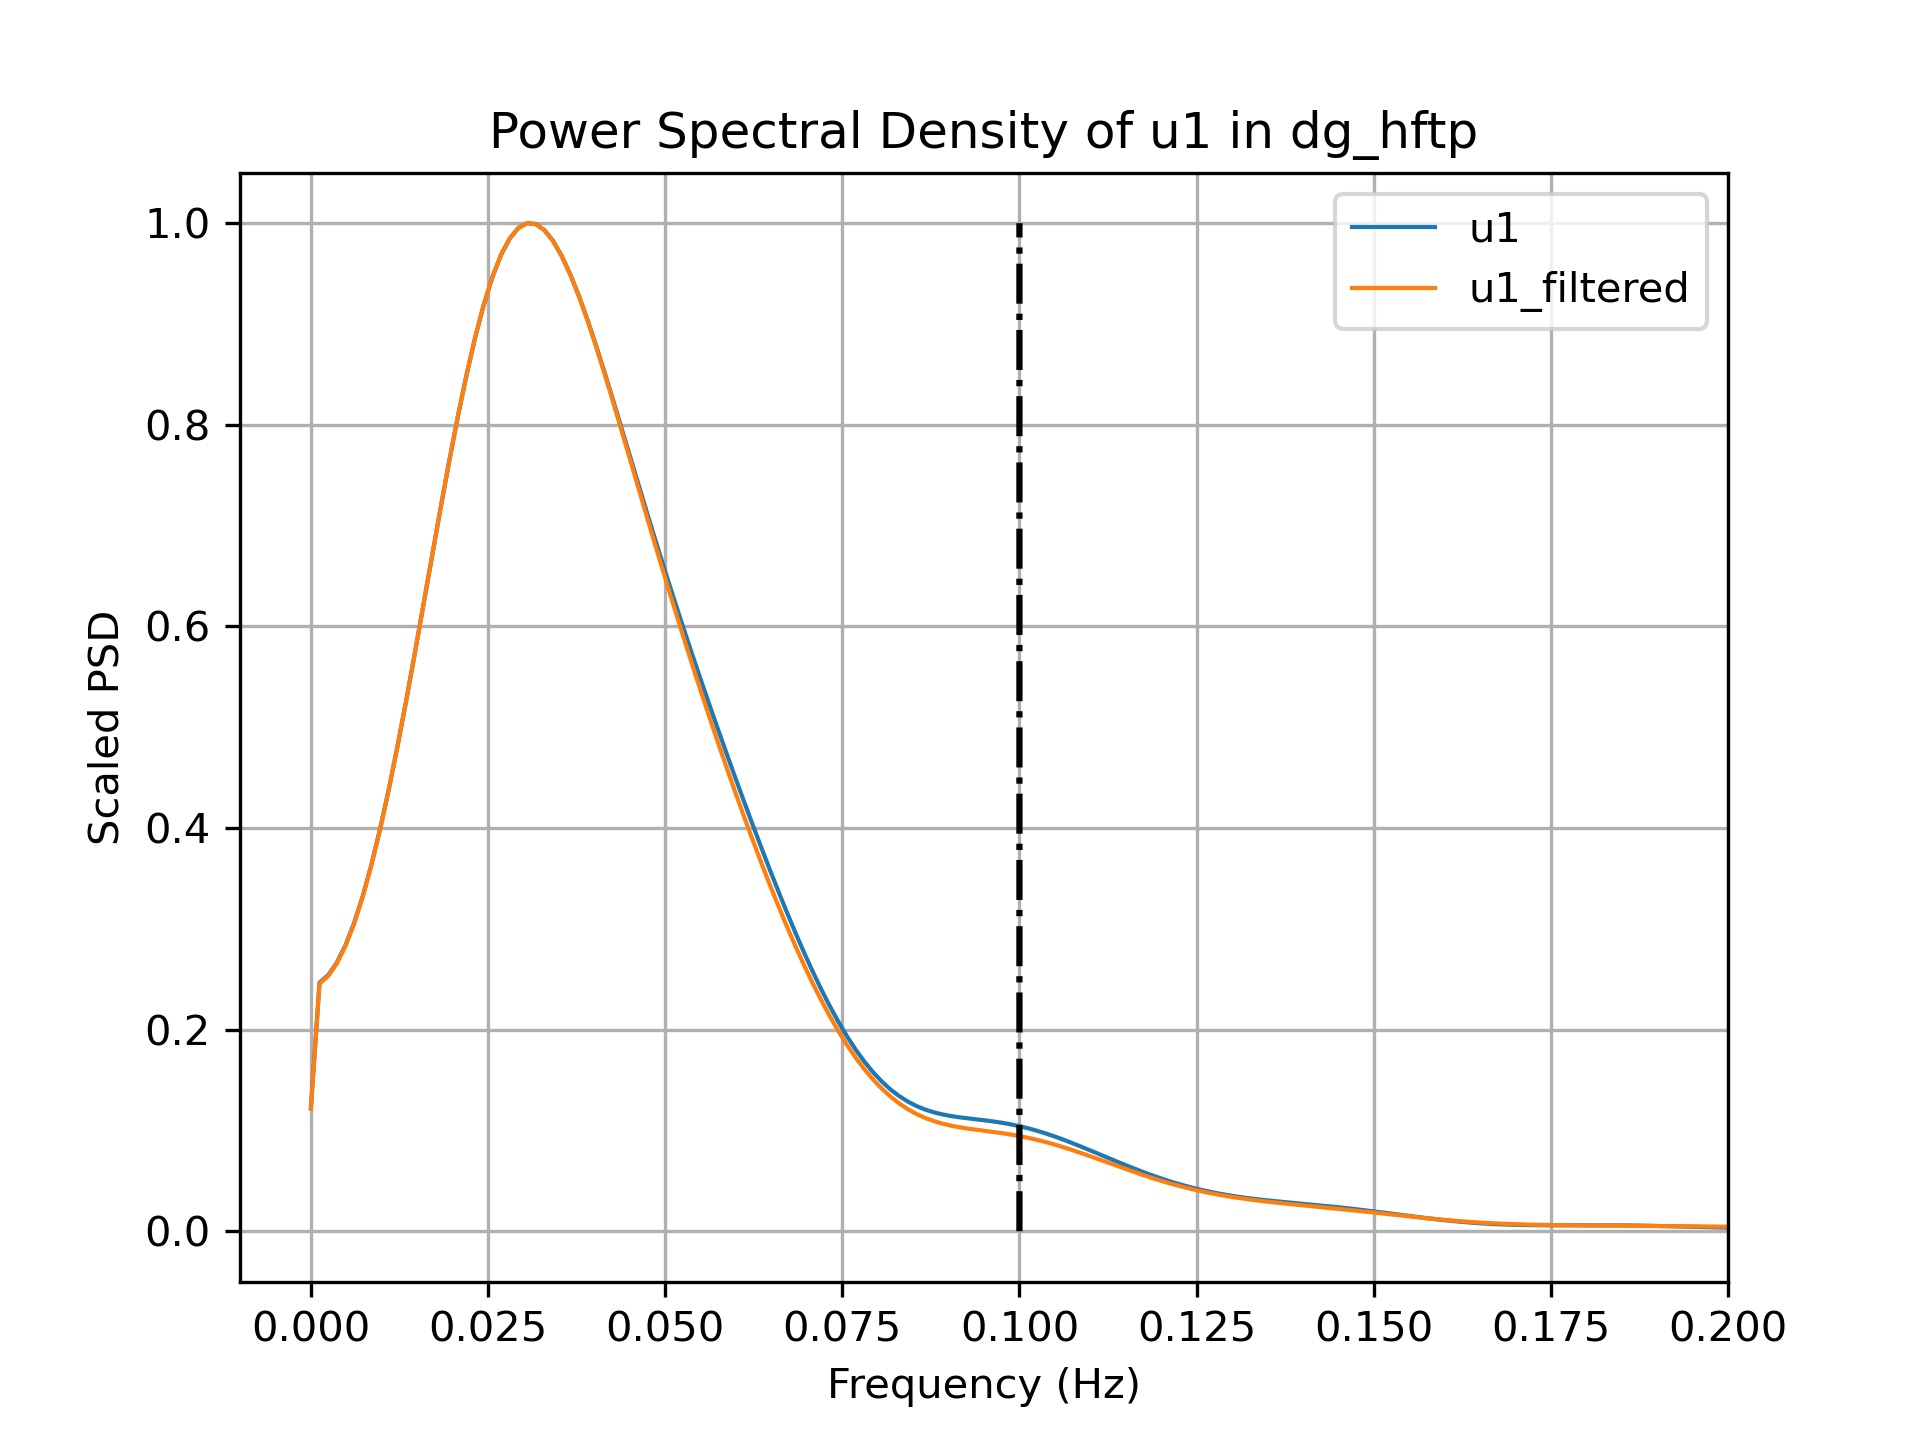 Power Spectral Density of u1 in dg_hftp
u1
u1_filtered
1.0
0.8
0.6
0.4
0.2
0.0
Scaled PSD
0.000 0.025 0.050 0.075 0.100 0.125 0.150 0.175 0.200
Frequency (Hz)